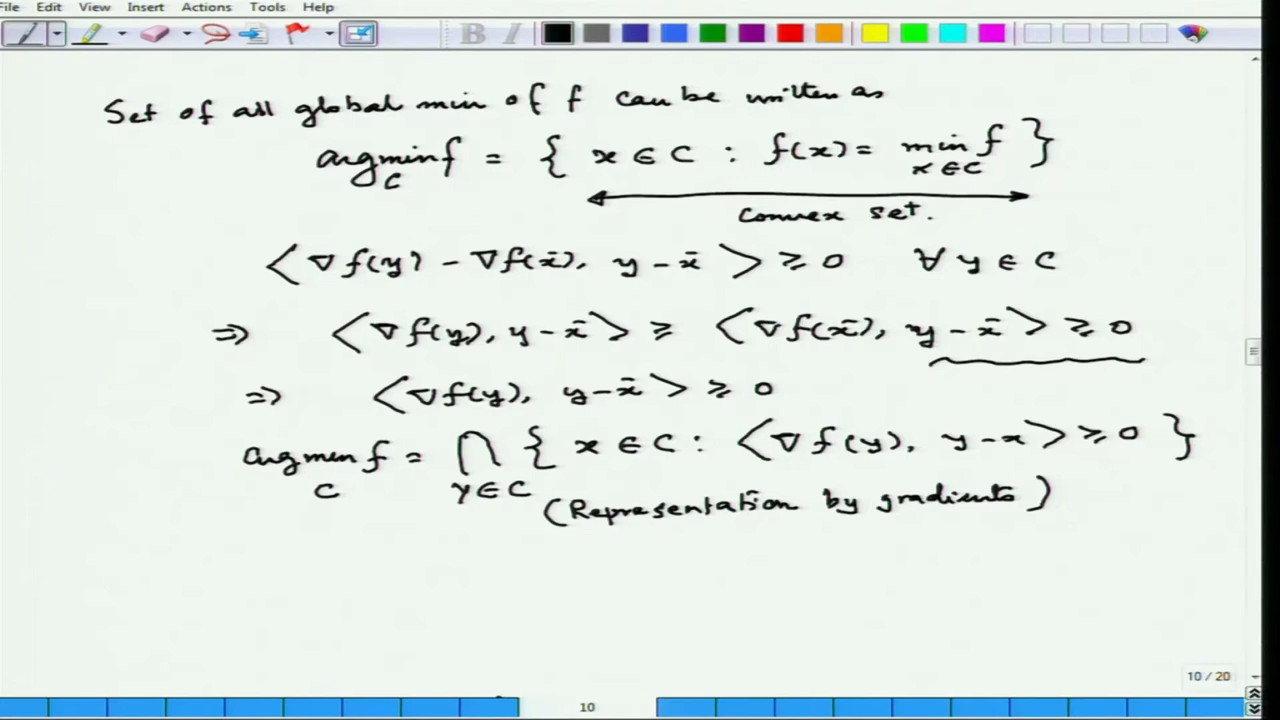 File Edit View Insert Actions Tools Help
B I
Set of all global min of f can be written as
argmin f = { x ∈ C : f(x) = min f }
C x ∈ C
convex set.
⟨∇f(y) - ∇f(x̄), y - x̄⟩ ≥ 0 ∀ y ∈ C
⇒ ⟨∇f(y), y - x̄⟩ ≥ ⟨∇f(x̄), y - x̄⟩ ≥ 0
⇒ ⟨∇f(y), y - x̄⟩ ≥ 0
argmin f = ⋂ { x ∈ C : ⟨∇f(y), y - x⟩ ≥ 0 }
C y ∈ C
(Representation by gradients)
10 / 20
10